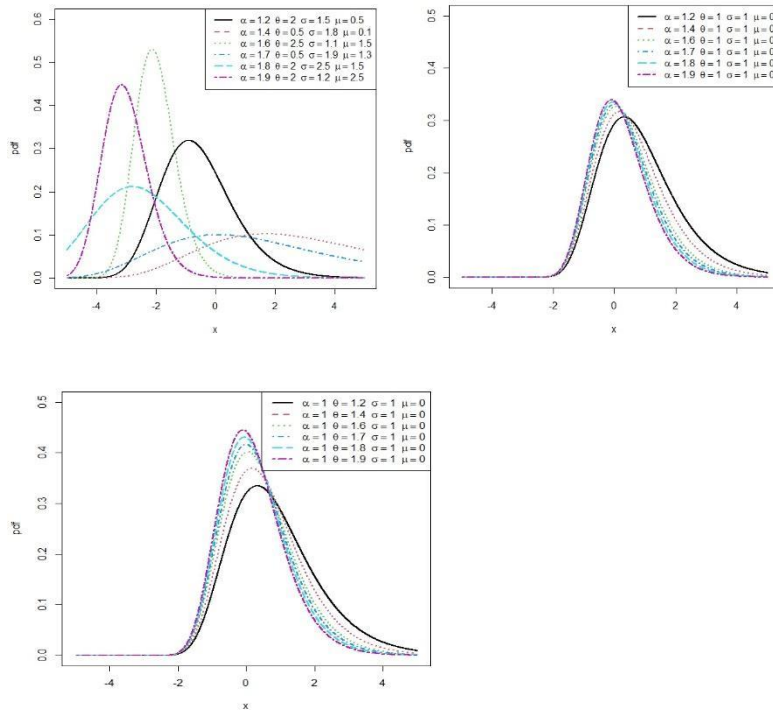 α = 1.2 θ = 2 σ = 1.5 μ = 0.5
α = 1.4 θ = 0.5 σ = 1.8 μ = 0.1
α = 1.6 θ = 2.5 σ = 1.1 μ = 1.5
α = 1.7 θ = 0.5 σ = 1.9 μ = 1.3
α = 1.8 θ = 2 σ = 2.5 μ = 1.5
α = 1.9 θ = 2 σ = 1.2 μ = 2.5
pdf
0.6
0.5
0.4
0.3
0.2
0.1
0.0
-4 -2 0 2 4
x
α = 1.2 θ = 1 σ = 1 μ = 0
α = 1.4 θ = 1 σ = 1 μ = 0
α = 1.6 θ = 1 σ = 1 μ = 0
α = 1.7 θ = 1 σ = 1 μ = 0
α = 1.8 θ = 1 σ = 1 μ = 0
α = 1.9 θ = 1 σ = 1 μ = 0
pdf
0.5
0.4
0.3
0.2
0.1
0.0
-4 -2 0 2 4
x
α = 1 θ = 1.2 σ = 1 μ = 0
α = 1 θ = 1.4 σ = 1 μ = 0
α = 1 θ = 1.6 σ = 1 μ = 0
α = 1 θ = 1.7 σ = 1 μ = 0
α = 1 θ = 1.8 σ = 1 μ = 0
α = 1 θ = 1.9 σ = 1 μ = 0
pdf
0.5
0.4
0.3
0.2
0.1
0.0
-4 -2 0 2 4
x